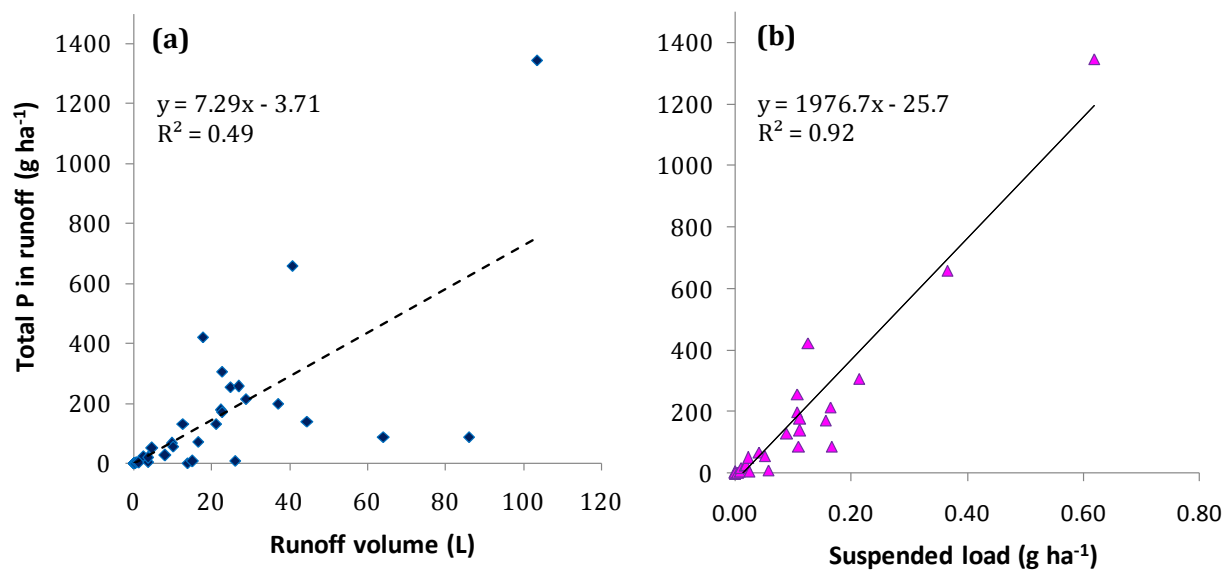 (a)
y = 7.29x - 3.71
R² = 0.49
Total P in runoff (g ha⁻¹)
1400
1200
1000
800
600
400
200
0
0 20 40 60 80 100 120
Runoff volume (L)
(b)
y = 1976.7x - 25.7
R² = 0.92
1400
1200
1000
800
600
400
200
0
0.00 0.20 0.40 0.60 0.80
Suspended load (g ha⁻¹)